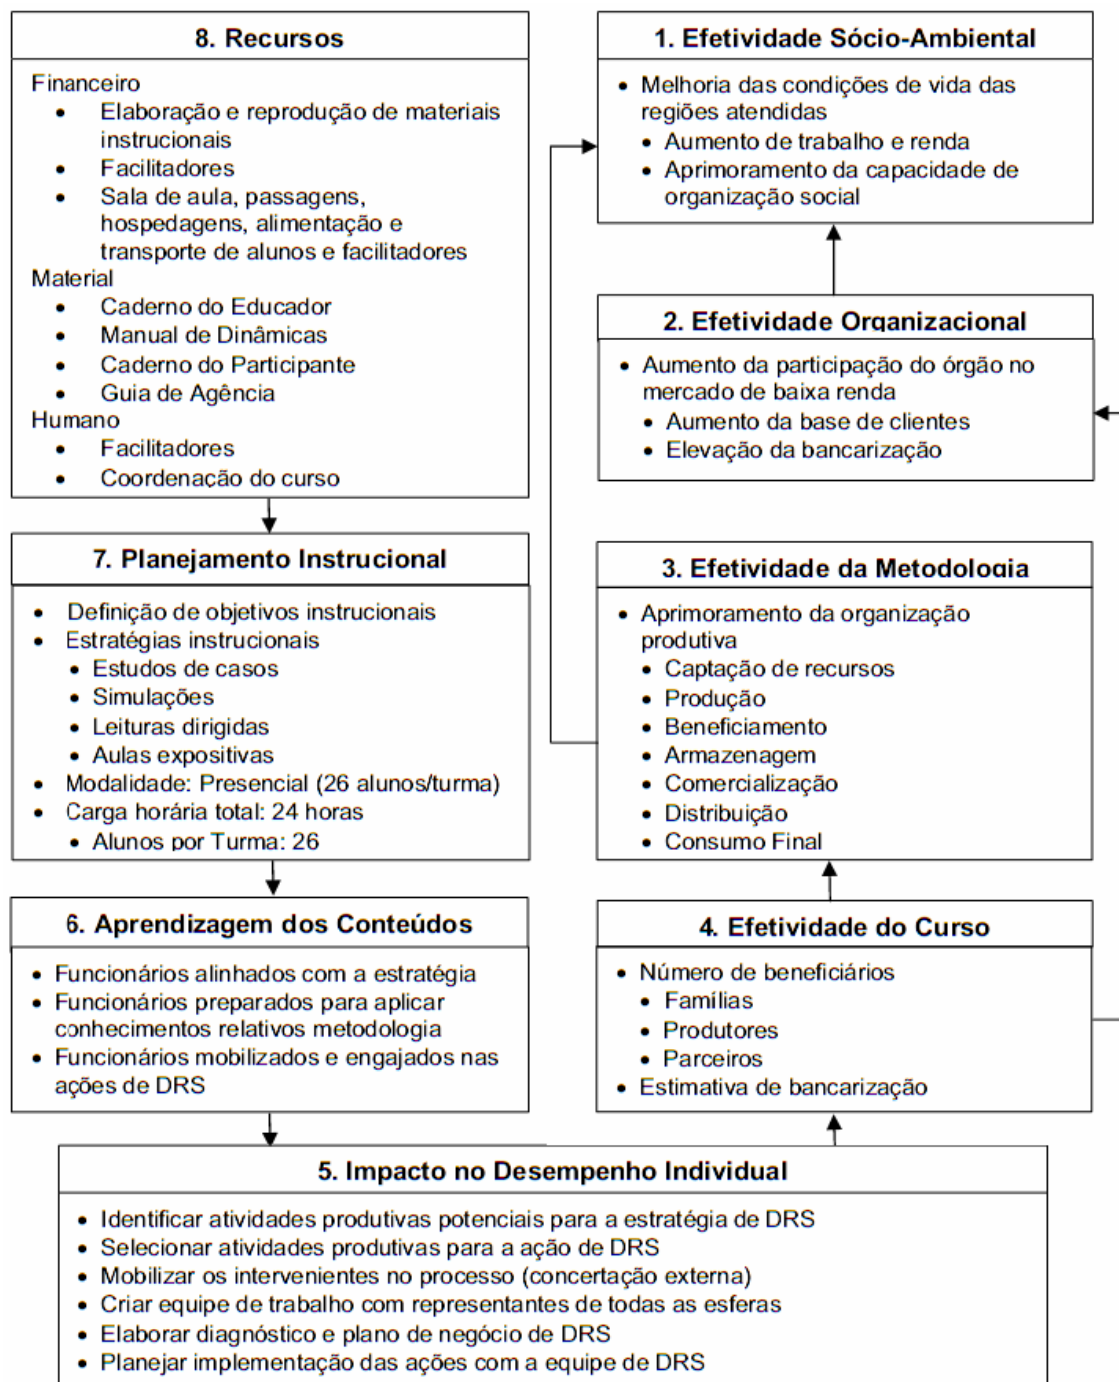 8. Recursos
Financeiro
• Elaboração e reprodução de materiais
instrucionais
• Facilitadores
• Sala de aula, passagens,
hospedagens, alimentação e
transporte de alunos e facilitadores
Material
• Caderno do Educador
• Manual de Dinâmicas
• Caderno do Participante
• Guia de Agência
Humano
• Facilitadores
• Coordenação do curso
7. Planejamento Instrucional
• Definição de objetivos instrucionais
• Estratégias instrucionais
• Estudos de casos
• Simulações
• Leituras dirigidas
• Aulas expositivas
• Modalidade: Presencial (26 alunos/turma)
• Carga horária total: 24 horas
• Alunos por Turma: 26
6. Aprendizagem dos Conteúdos
• Funcionários alinhados com a estratégia
• Funcionários preparados para aplicar
conhecimentos relativos metodologia
• Funcionários mobilizados e engajados nas
ações de DRS
1. Efetividade Sócio-Ambiental
• Melhoria das condições de vida das
regiões atendidas
• Aumento de trabalho e renda
• Aprimoramento da capacidade de
organização social
2. Efetividade Organizacional
• Aumento da participação do órgão no
mercado de baixa renda
• Aumento da base de clientes
• Elevação da bancarização
3. Efetividade da Metodologia
• Aprimoramento da organização
produtiva
• Captação de recursos
• Produção
• Beneficiamento
• Armazenagem
• Comercialização
• Distribuição
• Consumo Final
4. Efetividade do Curso
• Número de beneficiários
• Famílias
• Produtores
• Parceiros
• Estimativa de bancarização
5. Impacto no Desempenho Individual
• Identificar atividades produtivas potenciais para a estratégia de DRS
• Selecionar atividades produtivas para a ação de DRS
• Mobilizar os intervenientes no processo (concertação externa)
• Criar equipe de trabalho com representantes de todas as esferas
• Elaborar diagnóstico e plano de negócio de DRS
• Planejar implementação das ações com a equipe de DRS